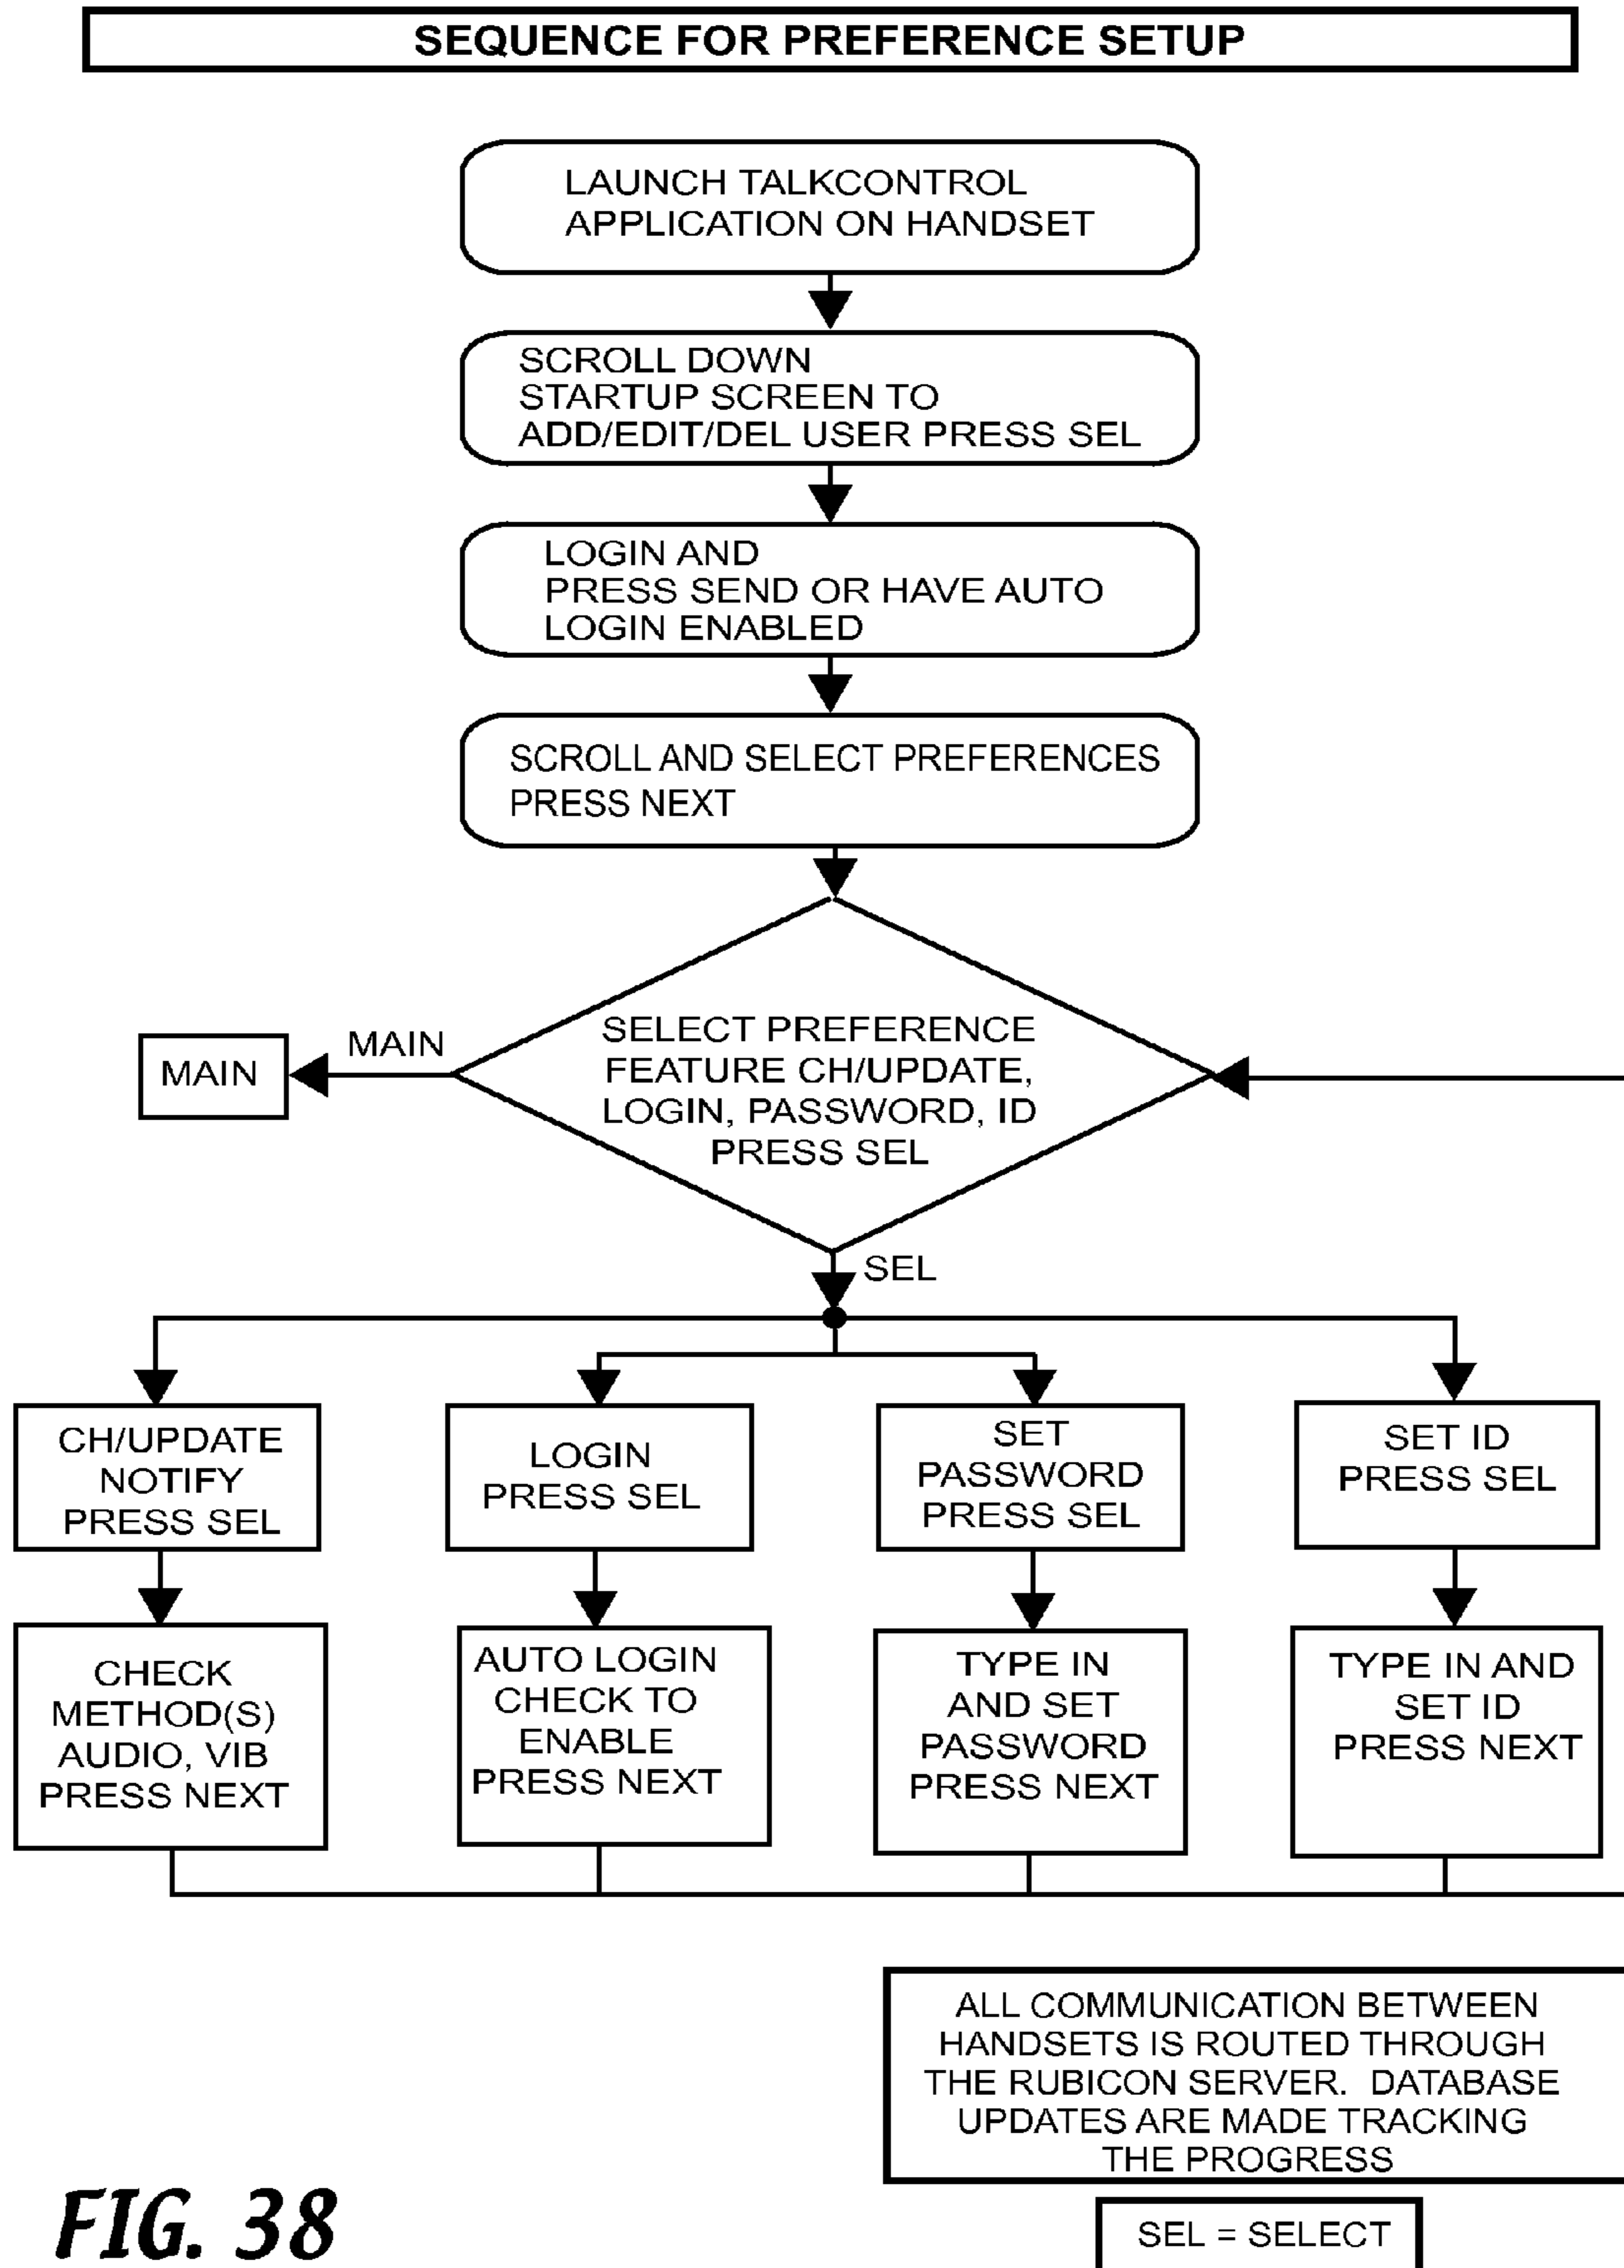 SEQUENCE FOR PREFERENCE SETUP
LAUNCH TALKCONTROL
APPLICATION ON HANDSET
SCROLL DOWN
STARTUP SCREEN TO
ADD/EDIT/DEL USER PRESS SEL
LOGIN AND
PRESS SEND OR HAVE AUTO
LOGIN ENABLED
SCROLL AND SELECT PREFERENCES
PRESS NEXT
SELECT PREFERENCE
FEATURE CH/UPDATE,
LOGIN, PASSWORD, ID
PRESS SEL
MAIN
MAIN
SEL
CH/UPDATE
NOTIFY
PRESS SEL
LOGIN
PRESS SEL
SET
PASSWORD
PRESS SEL
SET ID
PRESS SEL
CHECK
METHOD(S)
AUDIO, VIB
PRESS NEXT
AUTO LOGIN
CHECK TO
ENABLE
PRESS NEXT
TYPE IN
AND SET
PASSWORD
PRESS NEXT
TYPE IN AND
SET ID
PRESS NEXT
ALL COMMUNICATION BETWEEN
HANDSETS IS ROUTED THROUGH
THE RUBICON SERVER.  DATABASE
UPDATES ARE MADE TRACKING
THE PROGRESS
SEL = SELECT
FIG. 38